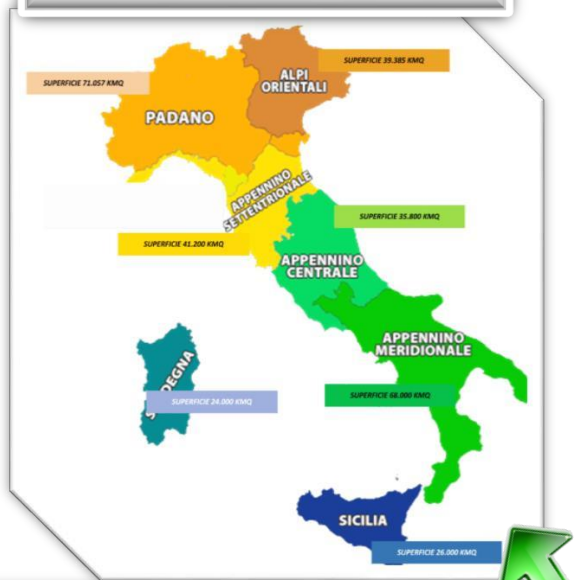 SUPERFICIE 39.385 KMQ
SUPERFICIE 71.057 KMQ
ALPI
ORIENTALI
PADANO
APPENNINO
SETTENTRIONALE
SUPERFICIE 35.800 KMQ
SUPERFICIE 41.200 KMQ
APPENNINO
CENTRALE
APPENNINO
MERIDIONALE
SUPERFICIE 68.000 KMQ
SUPERFICIE 24.000 KMQ
SICILIA
SUPERFICIE 26.000 KMQ